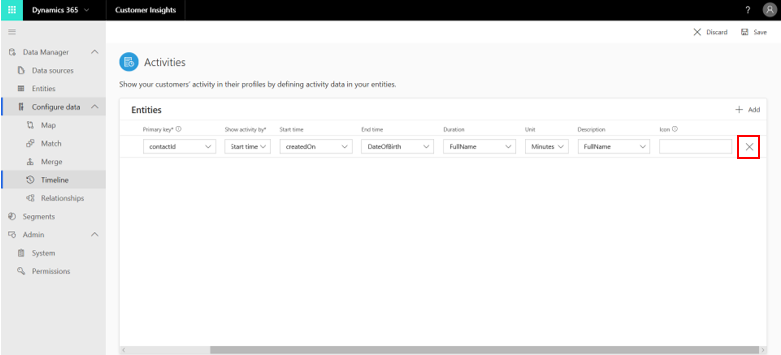 Dynamics 365
Customer Insights
?
Discard
Save
Data Manager
Data sources
Entities
Configure data
Map
Match
Merge
Timeline
Relationships
Segments
Admin
System
Permissions
Activities
Show your customers' activity in their profiles by defining activity data in your entities.
Entities
Add
Primary key* Show activity by* Start time End time Duration Unit Description Icon
contactId Start time createdOn DateOfBirth FullName Minutes FullName